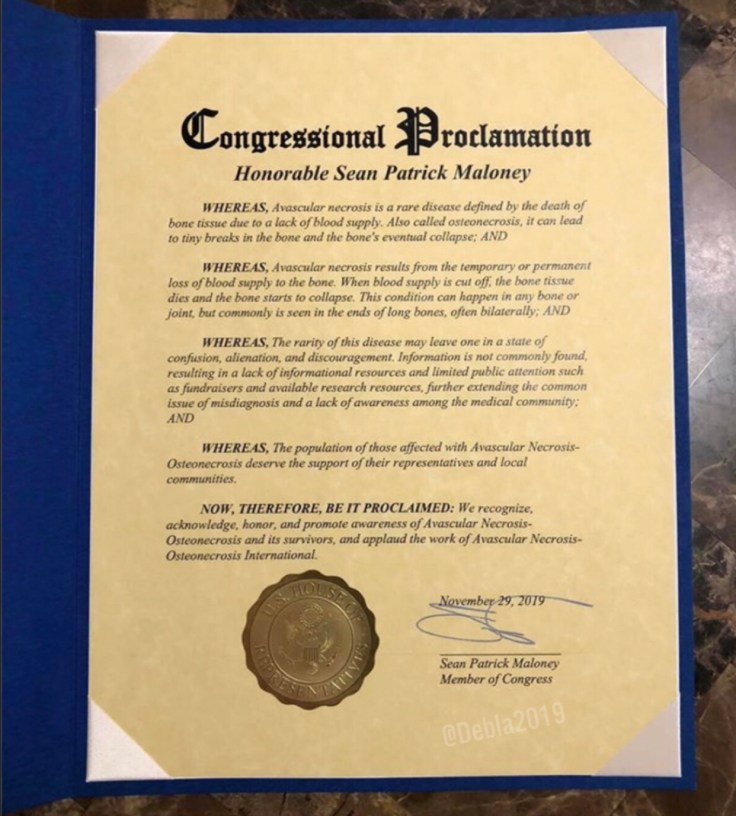 Congressional Proclamation
Honorable Sean Patrick Maloney
WHEREAS, Avascular necrosis is a rare disease defined by the death of
bone tissue due to a lack of blood supply. Also called osteonecrosis, it can lead
to tiny breaks in the bone and the bone's eventual collapse; AND
WHEREAS, Avascular necrosis results from the temporary or permanent
loss of blood supply to the bone. When blood supply is cut off, the bone tissue
dies and the bone starts to collapse. This condition can happen in any bone or
joint, but commonly is seen in the ends of long bones, often bilaterally; AND
WHEREAS, The rarity of this disease may leave one in a state of
confusion, alienation, and discouragement. Information is not commonly found,
resulting in a lack of informational resources and limited public attention such
as fundraisers and available research resources, further extending the common
issue of misdiagnosis and a lack of awareness among the medical community;
AND
WHEREAS, The population of those affected with Avascular Necrosis-
Osteonecrosis deserve the support of their representatives and local
communities.
NOW, THEREFORE, BE IT PROCLAIMED: We recognize,
acknowledge, honor, and promote awareness of Avascular Necrosis-
Osteonecrosis and its survivors, and applaud the work of Avascular Necrosis-
Osteonecrosis International.
U.S. HOUSE OF
REPRESENTATIVES
November 29, 2019
Sean Patrick Maloney
Member of Congress
@Debla2019